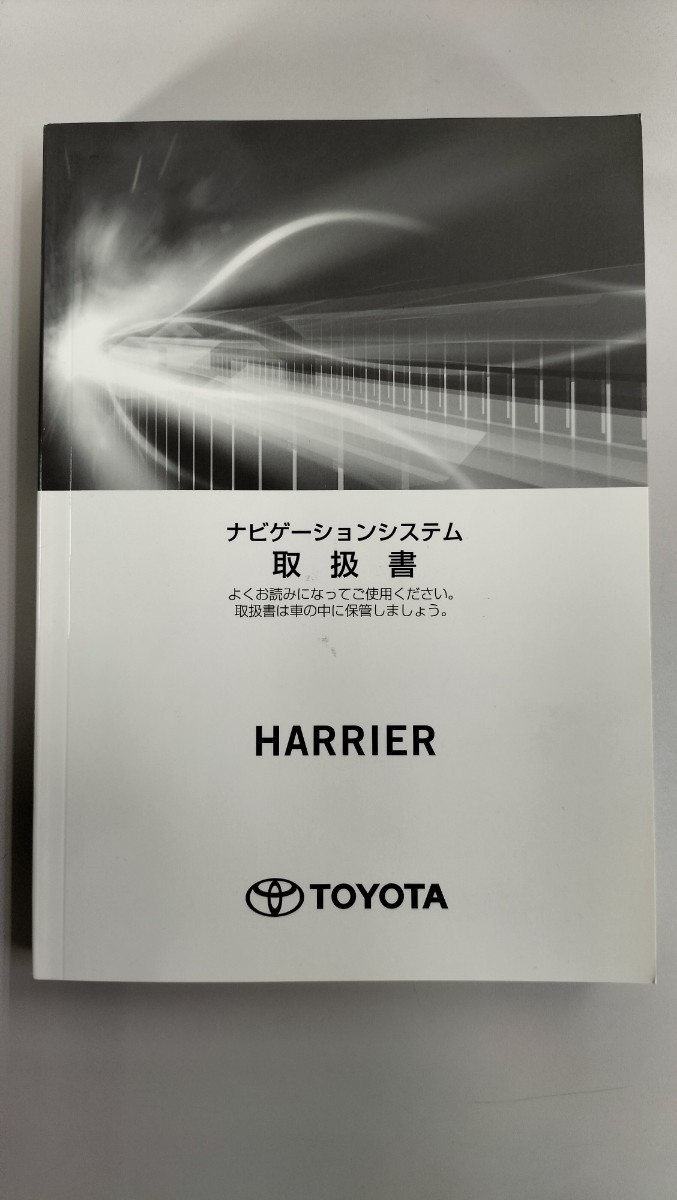 ナビゲーションシステム
取扱書
よくお読みになってご使用ください。
取扱書は車の中に保管しましょう。
HARRIER
TOYOTA